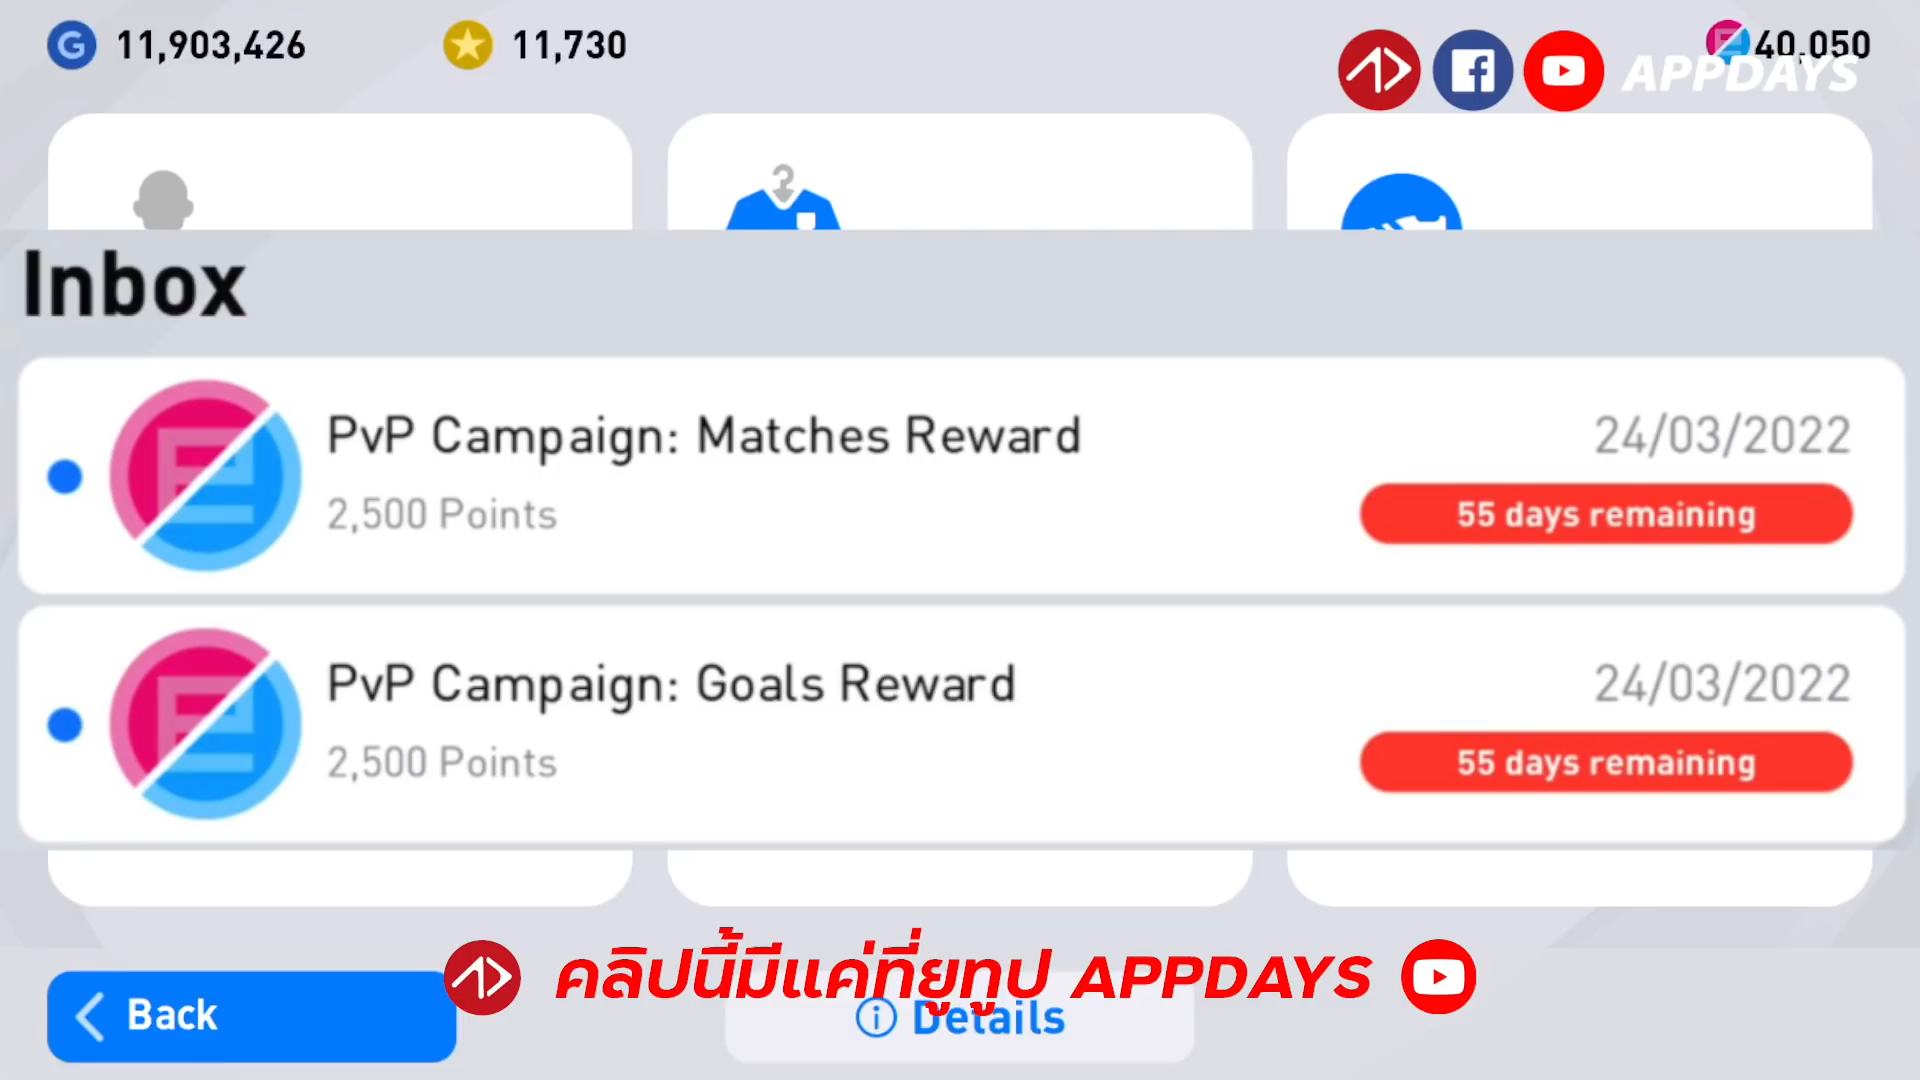 11,903,426
11,730
40,050
APPDAYS
Inbox
PvP Campaign: Matches Reward
24/03/2022
2,500 Points
55 days remaining
PvP Campaign: Goals Reward
24/03/2022
2,500 Points
55 days remaining
คลิปนี้มีแค่ที่ยูทูป APPDAYS
Back
Details